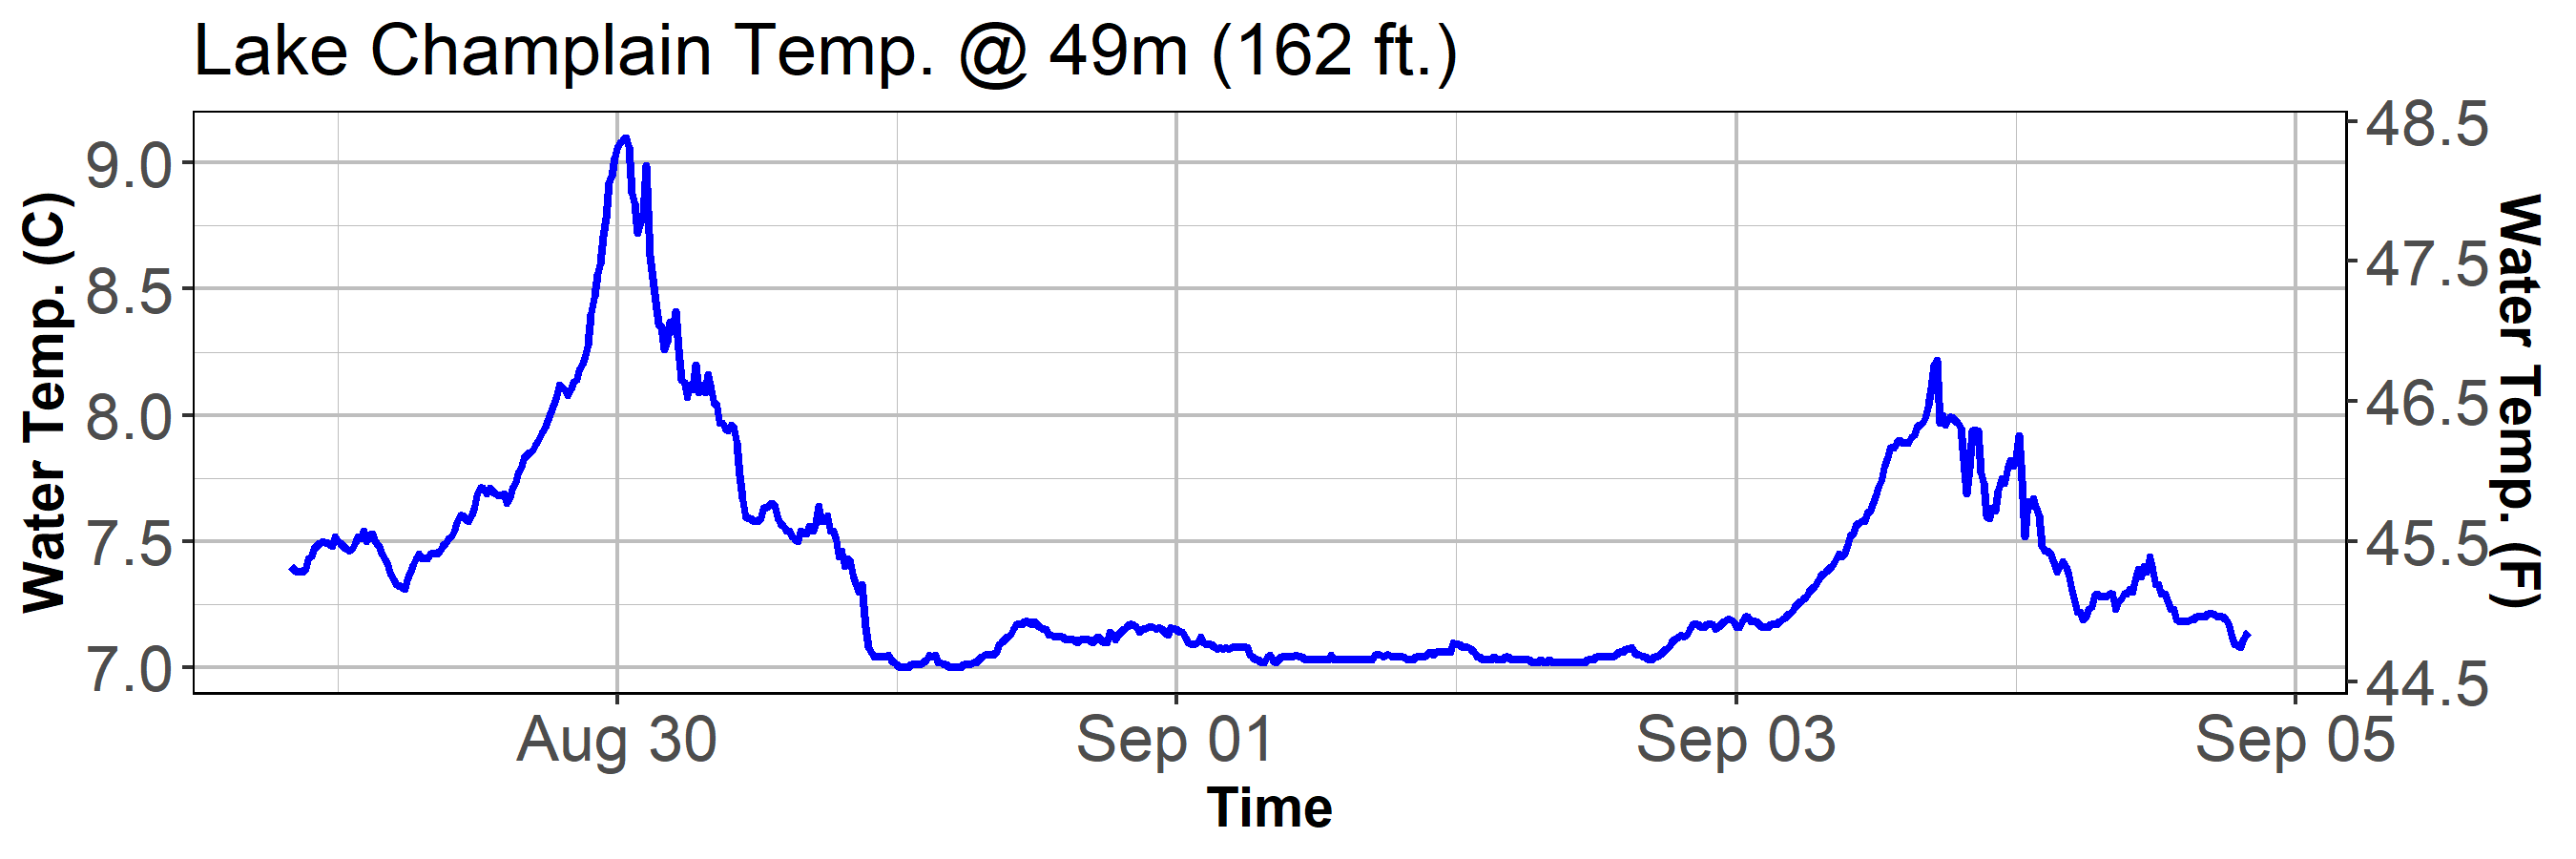 Lake Champlain Temp. @ 49m (162 ft.)
Water Temp. (C)
9.0
8.5
8.0
7.5
7.0
48.5
47.5
46.5
45.5
44.5
Water Temp. (F)
Aug 30
Sep 01
Sep 03
Sep 05
Time